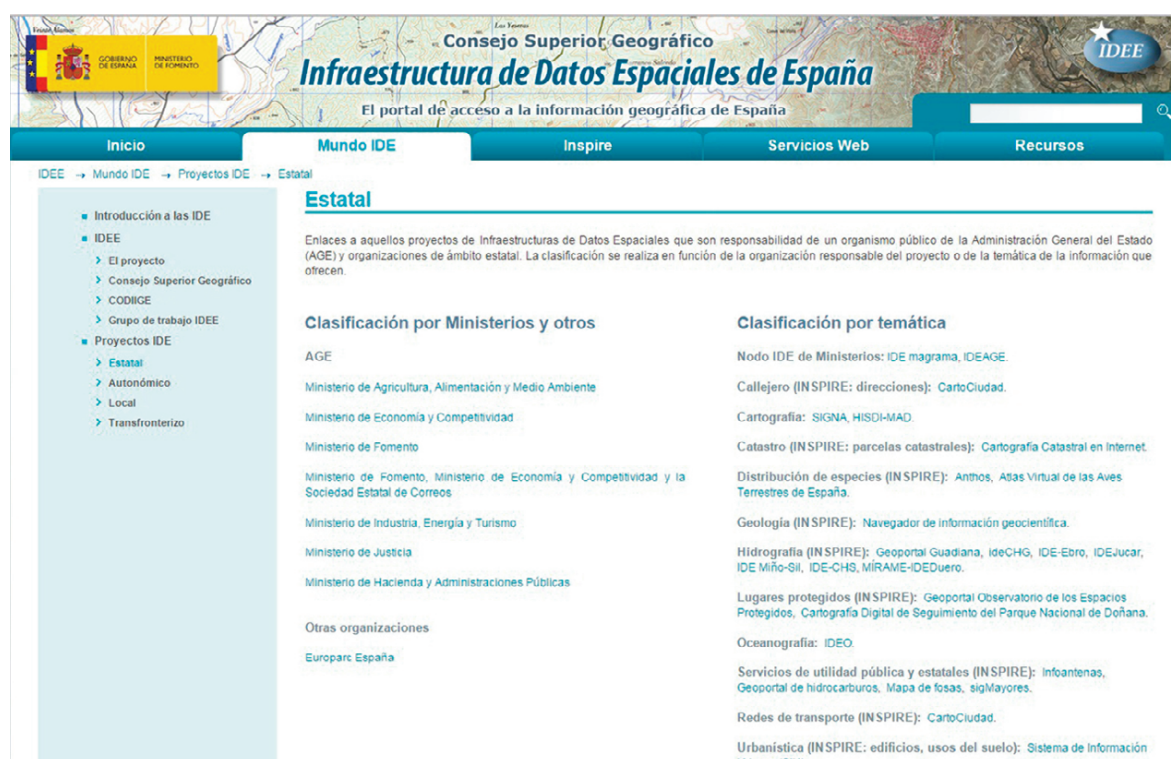 GOBIERNO DE ESPAÑA
MINISTERIO DE FOMENTO
Consejo Superior Geográfico
Infraestructura de Datos Espaciales de España
El portal de acceso a la información geográfica de España
IDEE
Inicio
Mundo IDE
Inspire
Servicios Web
Recursos
IDEE → Mundo IDE → Proyectos IDE → Estatal
Introducción a las IDE
IDEE
El proyecto
Consejo Superior Geográfico
CODIIGE
Grupo de trabajo IDEE
Proyectos IDE
Estatal
Autonómico
Local
Transfronterizo
Estatal
Enlaces a aquellos proyectos de Infraestructuras de Datos Espaciales que son responsabilidad de un organismo público de la Administración General del Estado
(AGE) y organizaciones de ámbito estatal. La clasificación se realiza en función de la organización responsable del proyecto o de la temática de la información que
ofrecen.
Clasificación por Ministerios y otros
AGE
Ministerio de Agricultura, Alimentación y Medio Ambiente
Ministerio de Economía y Competitividad
Ministerio de Fomento
Ministerio de Fomento, Ministerio de Economía y Competitividad y la
Sociedad Estatal de Correos
Ministerio de Industria, Energía y Turismo
Ministerio de Justicia
Ministerio de Hacienda y Administraciones Públicas
Otras organizaciones
Europarc España
Clasificación por temática
Nodo IDE de Ministerios: IDE magrama, IDEAGE.
Callejero (INSPIRE: direcciones): CartoCiudad.
Cartografía: SIGNA, HISDI-MAD.
Catastro (INSPIRE: parcelas catastrales): Cartografía Catastral en Internet.
Distribución de especies (INSPIRE): Anthos, Atlas Virtual de las Aves
Terrestres de España.
Geología (INSPIRE): Navegador de información geocientífica.
Hidrografía (INSPIRE): Geoportal Guadiana, ideCHG, IDE-Ebro, IDEJucar,
IDE Miño-Sil, IDE-CHS, MÍRAME-IDEDuero.
Lugares protegidos (INSPIRE): Geoportal Observatorio de los Espacios
Protegidos, Cartografía Digital de Seguimiento del Parque Nacional de Doñana.
Oceanografía: IDEO.
Servicios de utilidad pública y estatales (INSPIRE): Infoantenas,
Geoportal de hidrocarburos, Mapa de fosas, sigMayores.
Redes de transporte (INSPIRE): CartoCiudad.
Urbanística (INSPIRE: edificios, usos del suelo): Sistema de Información